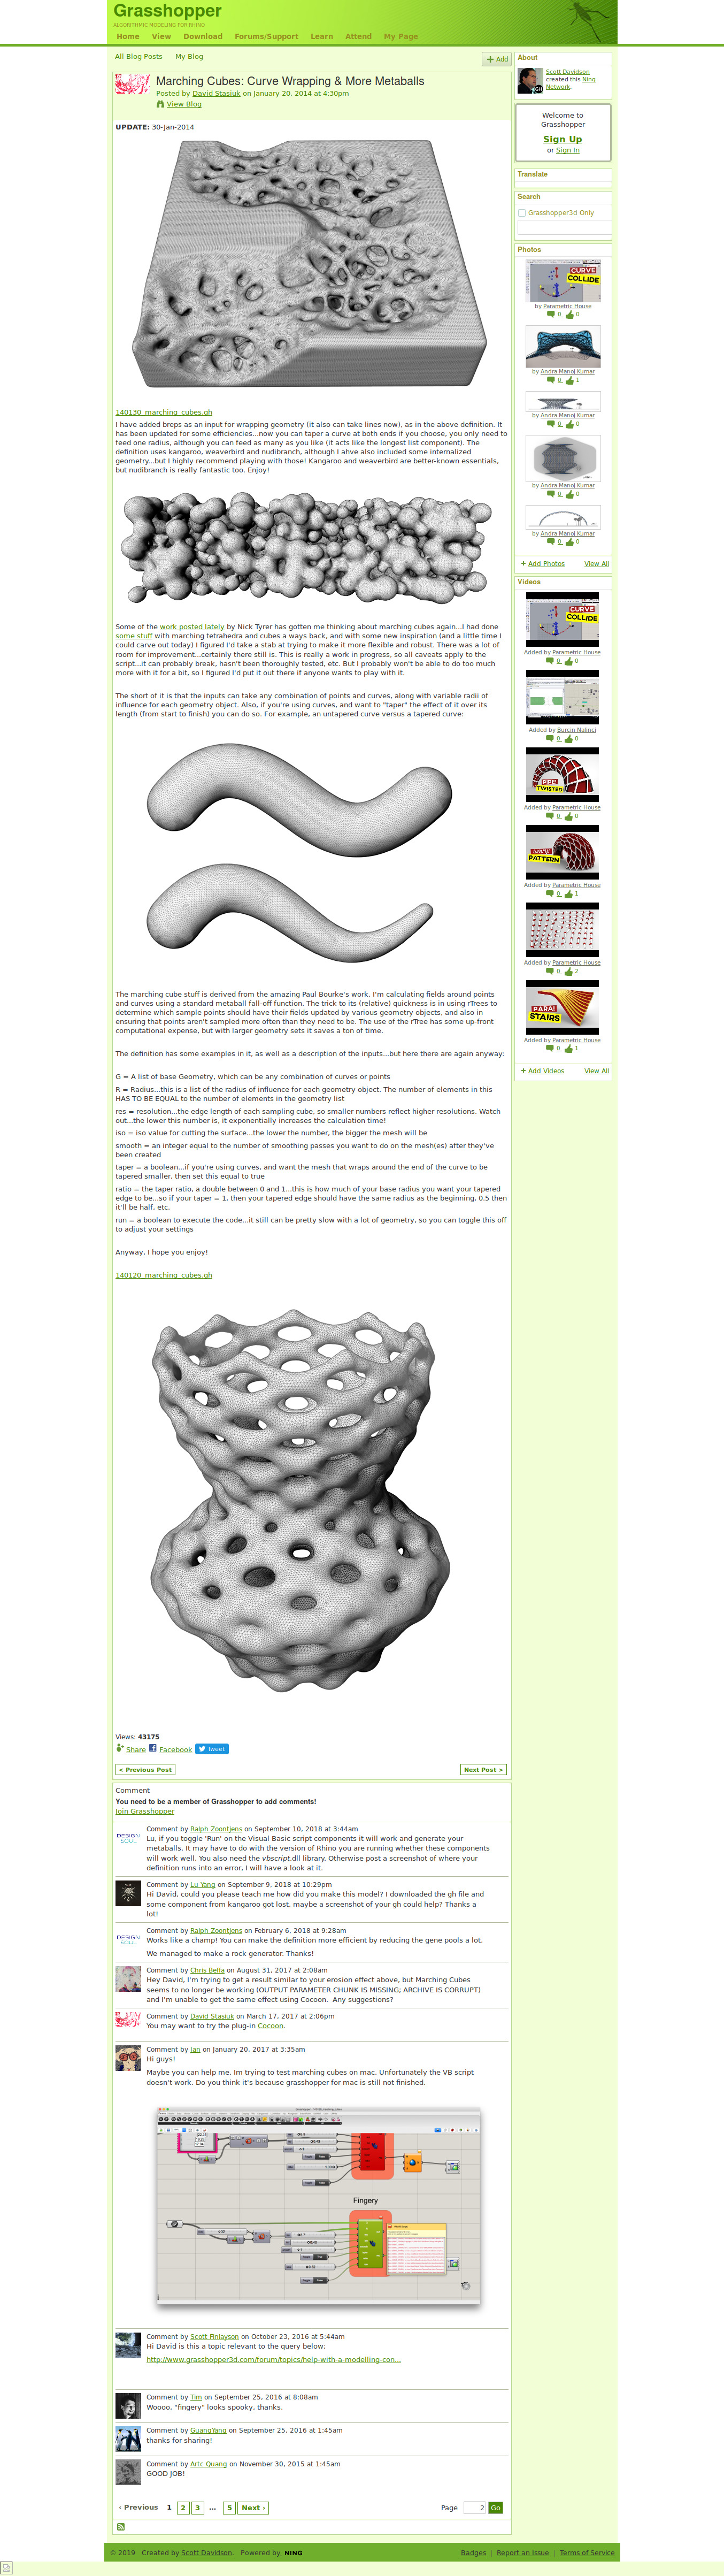 Grasshopper
ALGORITHMIC MODELING FOR RHINO
Home View Download Forums/Support Learn Attend My Page
All Blog Posts My Blog
+ Add
Marching Cubes: Curve Wrapping & More Metaballs
Posted by David Stasiuk on January 20, 2014 at 4:30pm
View Blog
UPDATE: 30-Jan-2014
140130_marching_cubes.gh
I have added breps as an input for wrapping geometry (it also can take lines now), as in the above definition. It
has been updated for some efficiencies...now you can taper a curve at both ends if you choose, you only need to
feed one radius, although you can feed as many as you like (as long the longest list component). The
definition uses kangaroo, weaverbird and nudibranch, although I have also included some internalized
geometry...but I highly recommend playing with those! Kangaroo and weaverbird are better-known essentials,
but nudibranch is really fantastic too. Enjoy!
Some of the work posted lately by Nick Tyrer has gotten me thinking about marching cubes again...I had done
some stuff with marching tetrahedra and cubes a ways back, and with some new inspiration (and a little time I
could carve out today) I figured I'd take a stab at trying to make it more flexible and robust. There was a lot of
room for improvement...certainly there still is. This is really a work in progress, so all caveats apply to the
script...it can probably break, hasn't been thoroughly tested, etc. But I probably won't be able to do too much
more with it for a bit, so I figure I'd put it out there if anyone wants to play with it.
The short of it is that the inputs can take any combination of points and curves, along with variable radii of
influence for each geometry object. Also, if you're using curves, and want to "taper" the effect of it over its
length (from start to finish) you can do so. For example, an untapered curve versus a tapered curve:
The marching cube stuff is derived from the amazing Paul Bourke's work. I'm calculating fields around points
and curves using a standard metaball fall-off function. The trick to its (relative) quickness is in using rTrees to
determine which sample points should have their fields updated by various geometry objects, and also in
ensuring that points aren't sampled more often than they need to be. The use of the rTree has some up-front
computational expense, but with larger geometry sets it saves a ton of time.
The definition has some examples in it, as well as a description of the inputs...but here there are again anyway:
G = A list of base Geometry, which can be any combination of curves or points
R = Radius...this is a list of the radius of influence for each geometry object. The number of elements in this
HAS TO BE EQUAL to the number of elements in the geometry list
res = resolution...the edge length of each sampling cube, so smaller numbers reflect higher resolutions. Watch
out...the lower this number is, it exponentially increases the calculation time!
iso = iso value for cutting the surface...the lower the number, the bigger the mesh will be
smooth = an integer equal to the number of smoothing passes you want to do on the mesh(es) after they've
been created
taper = a boolean...if you're using curves, and want the mesh that wraps around the end of the curve to be
tapered smaller, then set this equal to true
ratio = the taper ratio, a double between 0 and 1...this is how much of your base radius you want your tapered
edge to be...so if your taper = 1, then your tapered edge should have the same radius as the beginning, 0.5 then
it'll be half, etc.
run = a boolean to execute the code...it still can be pretty slow with a lot of geometry, so you can toggle this off
to adjust your settings
Anyway, I hope you enjoy!
140120_marching_cubes.gh
Views: 43175
Share Facebook Tweet
< Previous Post Next Post >
Comment
You need to be a member of Grasshopper to add comments!
Join Grasshopper
Comment by Ralph Zoontjens on September 10, 2018 at 3:44am
Lu, if you toggle 'Run' on the Visual Basic script components it will work and generate your
metaballs. It may have to do with the version of Rhino you are running whether these components
will work well. You also need the vbscript.dll library. Otherwise post a screenshot of where your
definition runs into an error, I will have a look at it.
Comment by Lu Yang on September 9, 2018 at 10:29pm
Hi David, could you please teach me how did you make this model? I downloaded the gh file and
some component from kangaroo got lost, maybe a screenshot of your gh could help? Thanks a
lot!
Comment by Ralph Zoontjens on February 6, 2018 at 9:28am
Works like a champ! You can make the definition more efficient by reducing the gene pools a lot.
We managed to make a rock generator. Thanks!
Comment by Chris Beffa on August 31, 2017 at 2:08am
Hey David, I'm trying to get a result similar to your erosion effect above, but Marching Cubes
seems to no longer be working (OUTPUT PARAMETER CHUNK IS MISSING; ARCHIVE IS CORRUPT)
and I'm unable to get the same effect using Cocoon. Any suggestions?
Comment by David Stasiuk on March 17, 2017 at 2:06pm
You may want to try the plug-in Cocoon.
Comment by Jan on January 20, 2017 at 3:35am
Hi guys!
Maybe you can help me. Im trying to test marching cubes on mac. Unfortunately the VB script
doesn't work. Do you think it's because grasshopper for mac is still not finished.
Fingery
Comment by Scott Finlayson on October 23, 2016 at 5:44am
Hi David is this a topic relevant to the query below;
http://www.grasshopper3d.com/forum/topics/help-with-a-modelling-con...
Comment by Tim on September 25, 2016 at 8:08am
Woooo, "fingery" looks spooky, thanks.
Comment by GuangYang on September 25, 2016 at 1:45am
thanks for sharing!
Comment by Artc Quang on November 30, 2015 at 1:45am
GOOD JOB!
‹ Previous 1 2 3 ... 5 Next › Page 2 Go
About
Scott Davidson
created this Ning
Network.
Welcome to
Grasshopper
Sign Up
or Sign In
Translate
Search
Grasshopper3d Only
Photos
CURVE
COLLIDE
by Parametric House
0 0
by Andra Manoj Kumar
0 1
by Andra Manoj Kumar
0 0
by Andra Manoj Kumar
0 0
by Andra Manoj Kumar
0 0
+ Add Photos View All
Videos
CURVE
COLLIDE
Added by Parametric House
0 0
Added by Burcin Nalinci
0 0
PIPE!
TWISTED
Added by Parametric House
0 0
PATTERN
Added by Parametric House
0 1
Added by Parametric House
0 2
PARA!
STAIRS
Added by Parametric House
0 1
+ Add Videos View All
© 2019 Created by Scott Davidson. Powered by NING
Badges | Report an Issue | Terms of Service